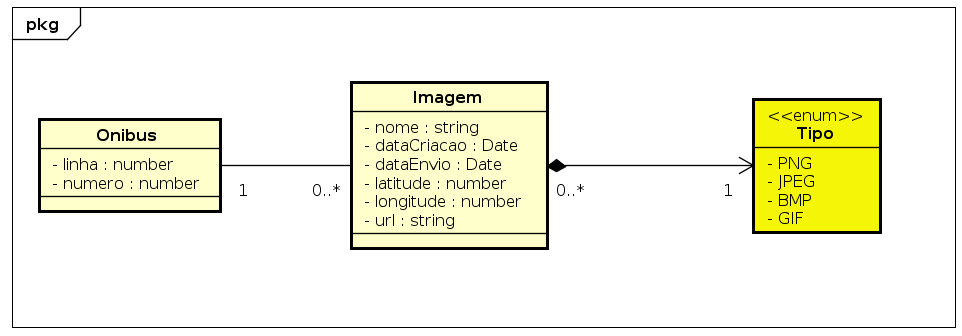 pkg
Onibus
- linha : number
- numero : number
1
0..*
Imagem
- nome : string
- dataCriacao : Date
- dataEnvio : Date
- latitude : number
- longitude : number
- url : string
0..*
1
<<enum>>
Tipo
- PNG
- JPEG
- BMP
- GIF